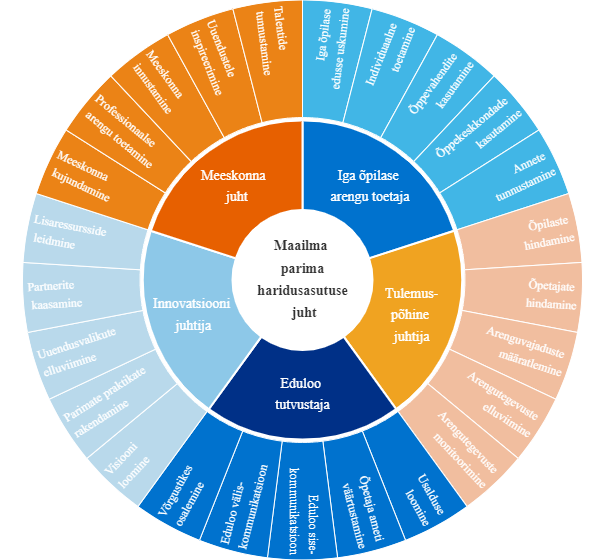 Maailma
parima
haridusasutuse
juht
Iga õpilase
arengu toetaja
Tulemus-
põhine
juhtija
Eduloo
tutvustaja
Innovatsiooni
juhtija
Meeskonna
juht
Iga õpilase
edusse uskumine
Individuaalne
toetamine
Õppevahendite
kasutamine
Õppekeskkondade
kasutamine
Annete
tunnustamine
Õpilaste
hindamine
Õpetajate
hindamine
Arenguvajaduste
määratlemine
Arengutegevuste
elluviimine
Arengutegevuste
monitoorimine
Usalduse
loomine
Õpetaja ameti
väärtustamine
Eduloo sise-
kommunikatsioon
Eduloo välis-
kommunikatsioon
Võrgustikes
osalemine
Visiooni
loomine
Parimate praktikate
rakendamine
Uuendusvalikute
elluviimine
Partnerite
kaasamine
Lisaressursside
leidmine
Meeskonna
kujundamine
Professionaalse
arengu toetamine
Meeskonna
innustamine
Uuendustele
inspireerimine
Talentide
tunnustamine